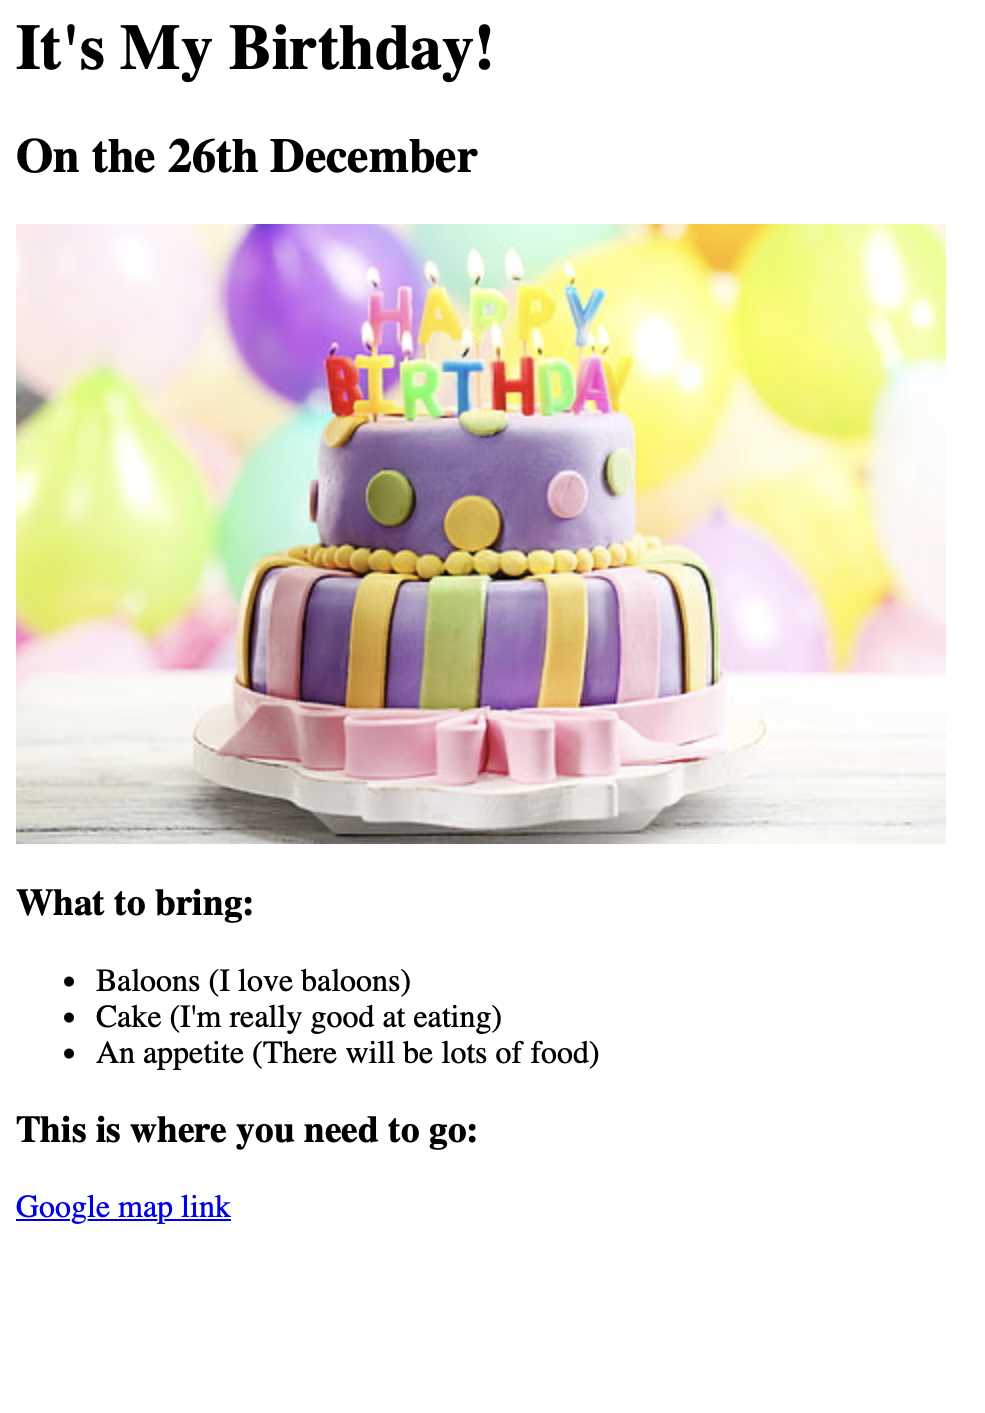 It's My Birthday!
On the 26th December
HAPPY
BIRTHDAY
What to bring:
Baloons (I love baloons)
Cake (I'm really good at eating)
An appetite (There will be lots of food)
This is where you need to go:
Google map link